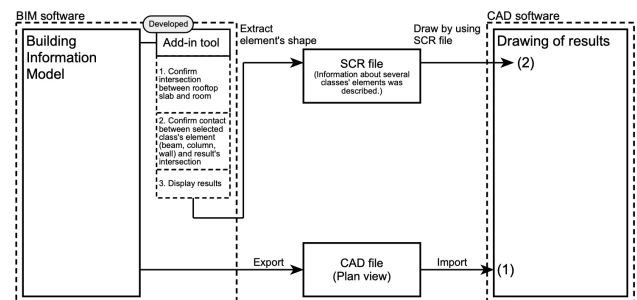 BIM software
CAD software
Developed
Building
Information
Model
Add-in tool
1. Confirm
intersection
between rooftop
slab and room
2. Confirm contact
between selected
class's element
(beam, column,
wall) and result's
intersection
3. Display results
Extract
element's shape
SCR file
(Information about several
classes' elements was
described.)
Draw by using
SCR file
Drawing of results
(2)
Export
CAD file
(Plan view)
Import
(1)